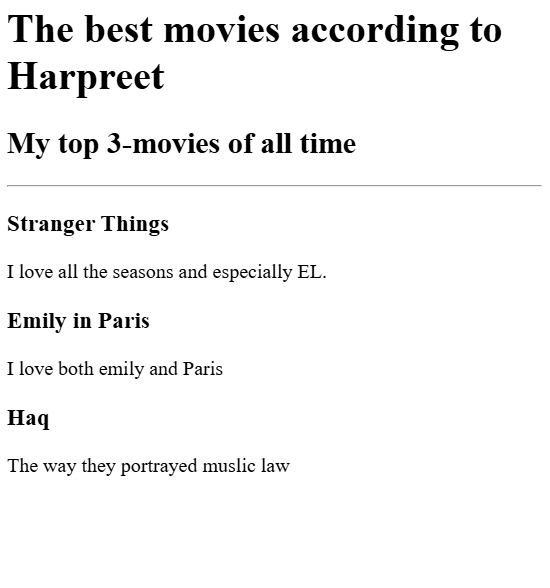 The best movies according to
Harpreet
My top 3-movies of all time
Stranger Things
I love all the seasons and especially EL.
Emily in Paris
I love both emily and Paris
Haq
The way they portrayed muslic law